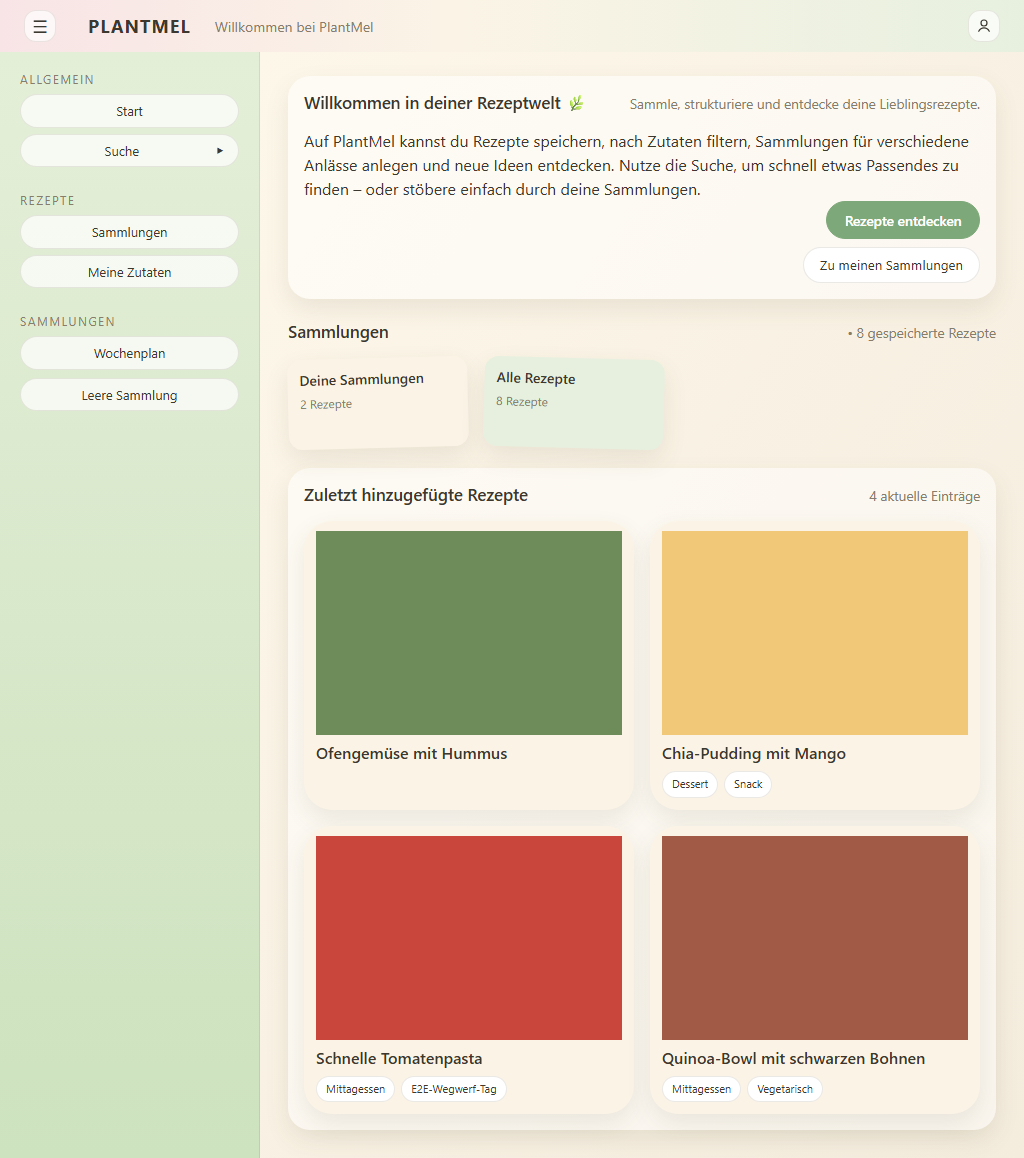 ☰ PLANTMEL Willkommen bei PlantMel
ALLGEMEIN
Start
Suche ▸
REZEPTE
Sammlungen
Meine Zutaten
SAMMLUNGEN
Wochenplan
Leere Sammlung
Willkommen in deiner Rezeptwelt 🌿 Sammle, strukturiere und entdecke deine Lieblingsrezepte.
Auf PlantMel kannst du Rezepte speichern, nach Zutaten filtern, Sammlungen für verschiedene
Anlässe anlegen und neue Ideen entdecken. Nutze die Suche, um schnell etwas Passendes zu
finden – oder stöbere einfach durch deine Sammlungen.
Rezepte entdecken
Zu meinen Sammlungen
Sammlungen • 8 gespeicherte Rezepte
Deine Sammlungen
2 Rezepte
Alle Rezepte
8 Rezepte
Zuletzt hinzugefügte Rezepte 4 aktuelle Einträge
Ofengemüse mit Hummus
Chia-Pudding mit Mango
Dessert Snack
Schnelle Tomatenpasta
Mittagessen E2E-Wegwerf-Tag
Quinoa-Bowl mit schwarzen Bohnen
Mittagessen Vegetarisch